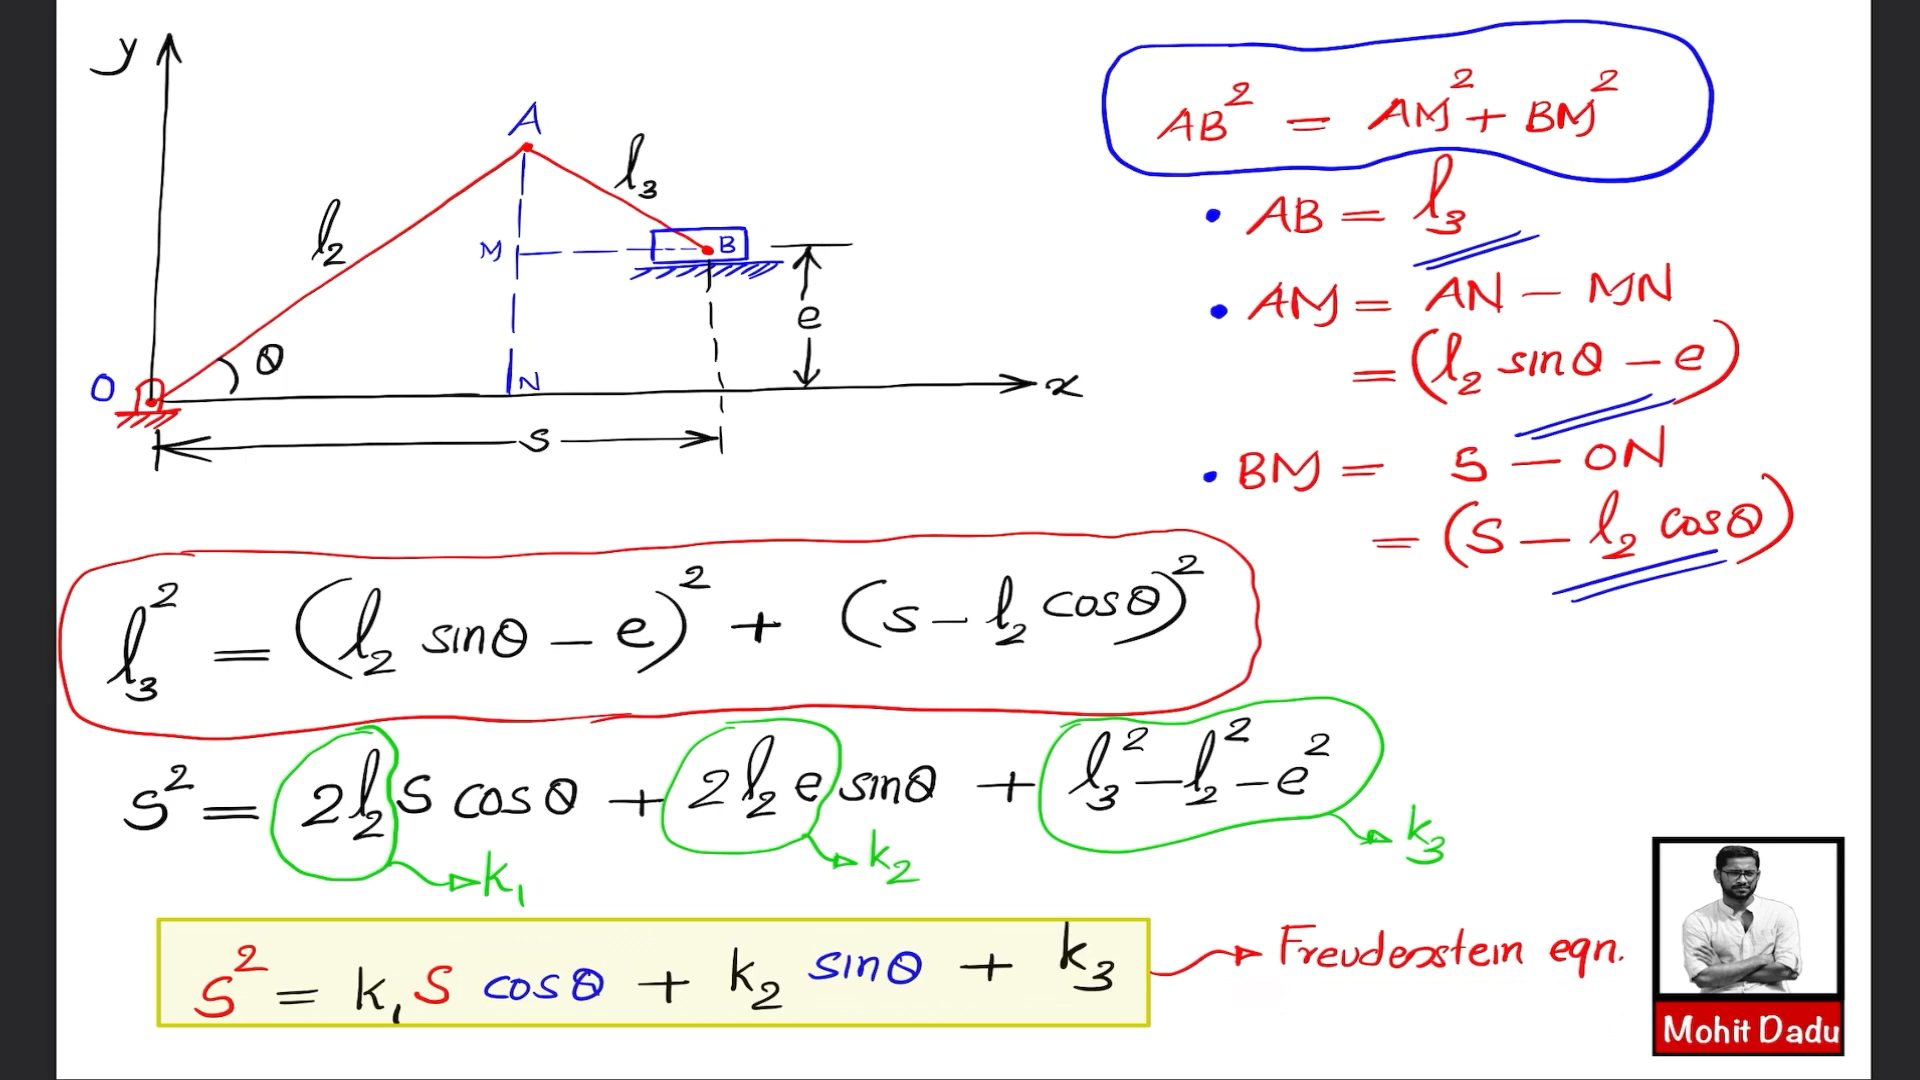 y
A
l₃
l₂
M
B
e
θ
O
N
x
s
AB² = AM² + BM²
• AB = l₃
• AM = AN − MN
= (l₂ sinθ − e)
• BM = S − ON
= (S − l₂ cosθ)
l₃² = (l₂ sinθ − e)² + (s − l₂ cosθ)²
s² = 2l₂ s cosθ + 2l₂ e sinθ + l₃² − l₂² − e²
k₁
k₂
k₃
s² = k₁ s cosθ + k₂ sinθ + k₃
Freudenstein eqn.
Mohit Dadu